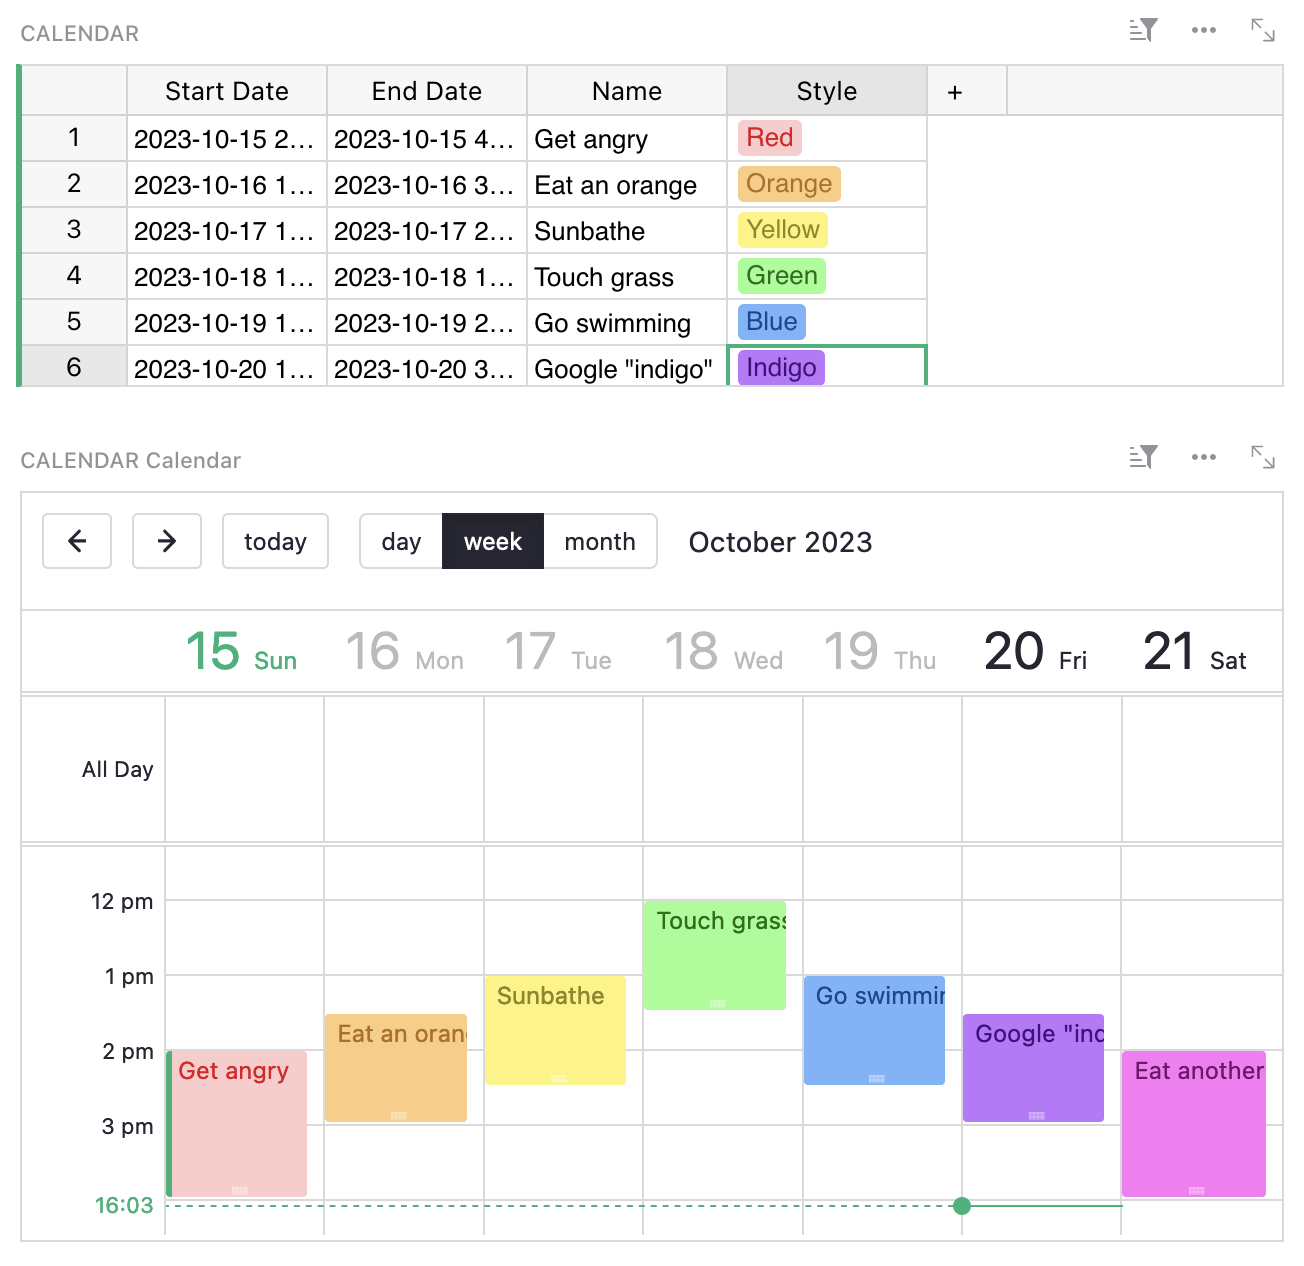 CALENDAR
Start Date End Date Name Style +
1 2023-10-15 2... 2023-10-15 4... Get angry Red
2 2023-10-16 1... 2023-10-16 3... Eat an orange Orange
3 2023-10-17 1... 2023-10-17 2... Sunbathe Yellow
4 2023-10-18 1... 2023-10-18 1... Touch grass Green
5 2023-10-19 1... 2023-10-19 2... Go swimming Blue
6 2023-10-20 1... 2023-10-20 3... Google "indigo" Indigo
CALENDAR Calendar
today day week month October 2023
15 Sun 16 Mon 17 Tue 18 Wed 19 Thu 20 Fri 21 Sat
All Day
12 pm
Touch grass
1 pm
Sunbathe Go swimmin
Eat an oran Google "ind
2 pm
Get angry Eat another
3 pm
16:03